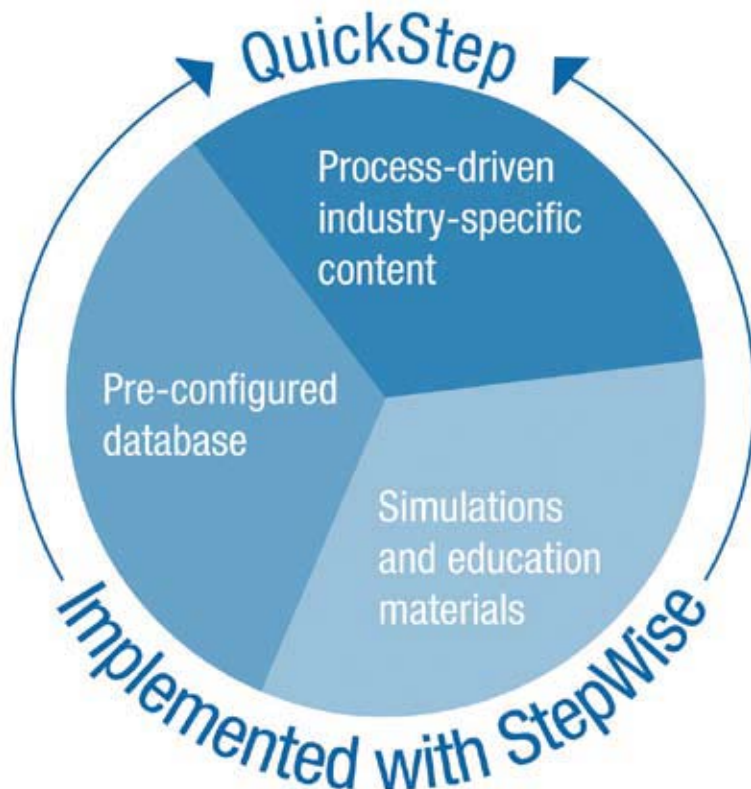 QuickStep
Process-driven
industry-specific
content
Pre-configured
database
Simulations
and education
materials
Implemented with StepWise